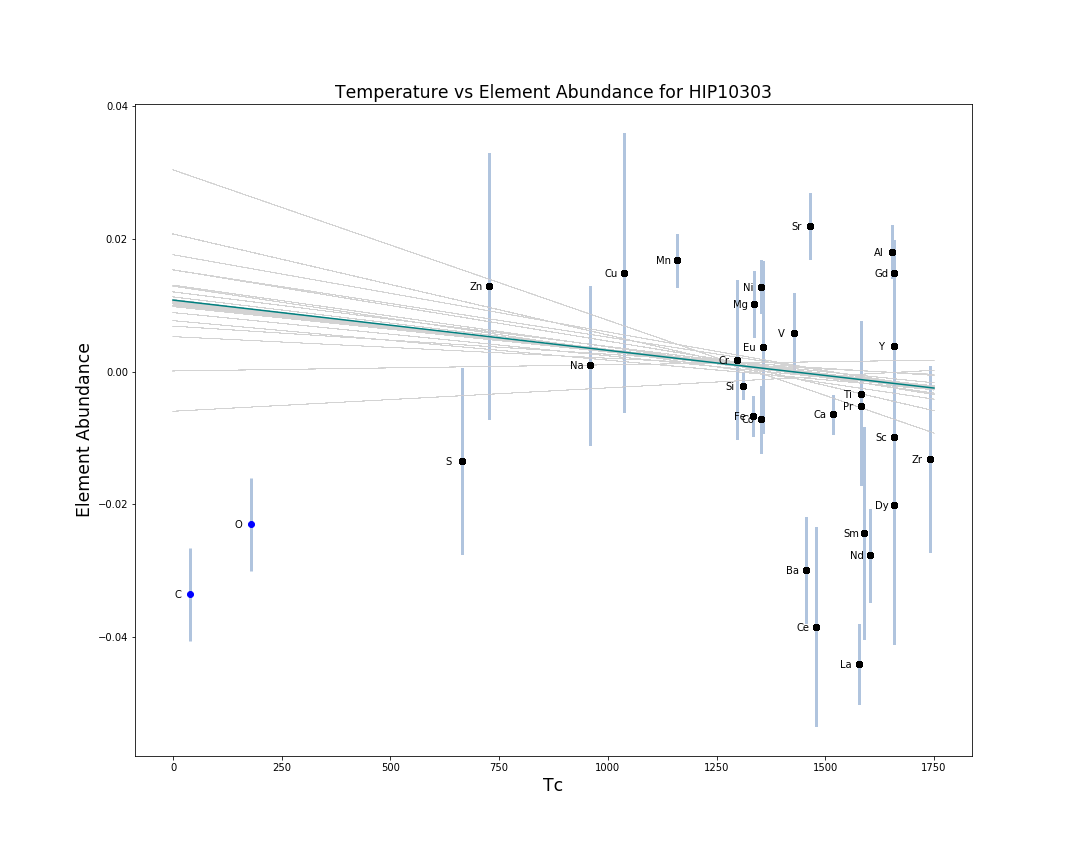 Temperature vs Element Abundance for HIP10303
0.04
0.02
0.00
−0.02
−0.04
Element Abundance
Sr
Al
Mn
Gd
Cu
Zn
Ni
Mg
V
Eu
Y
Cr
Na
Si
Ti
Pr
Fe
Co
Ca
Sc
S
Zr
Dy
O
Sm
Nd
Ba
C
Ce
La
0 250 500 750 1000 1250 1500 1750
Tc